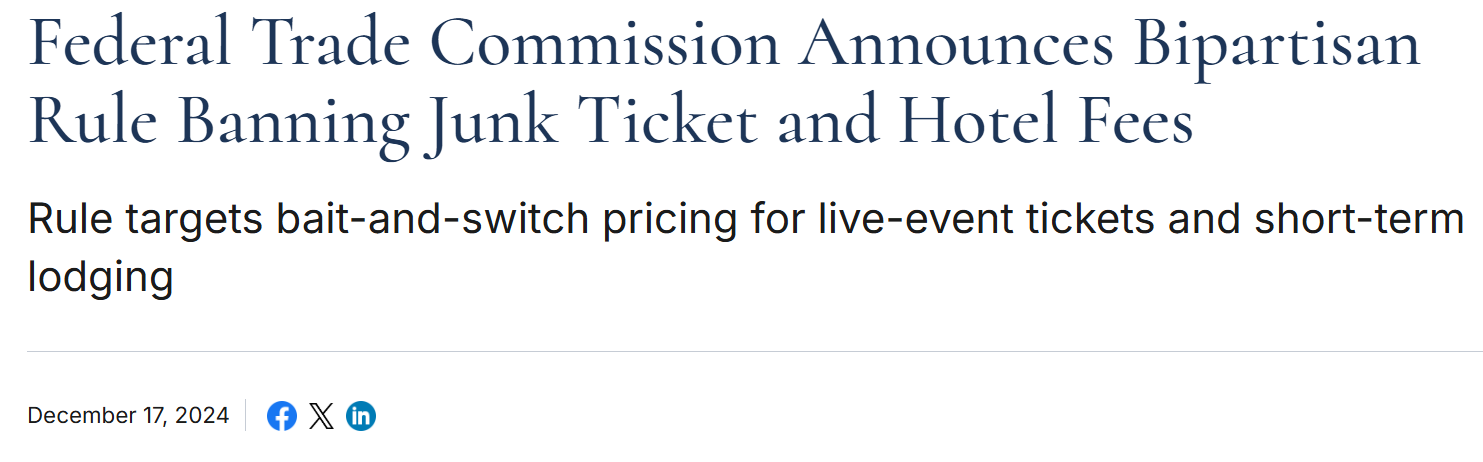 Federal Trade Commission Announces Bipartisan
Rule Banning Junk Ticket and Hotel Fees
Rule targets bait-and-switch pricing for live-event tickets and short-term
lodging
December 17, 2024